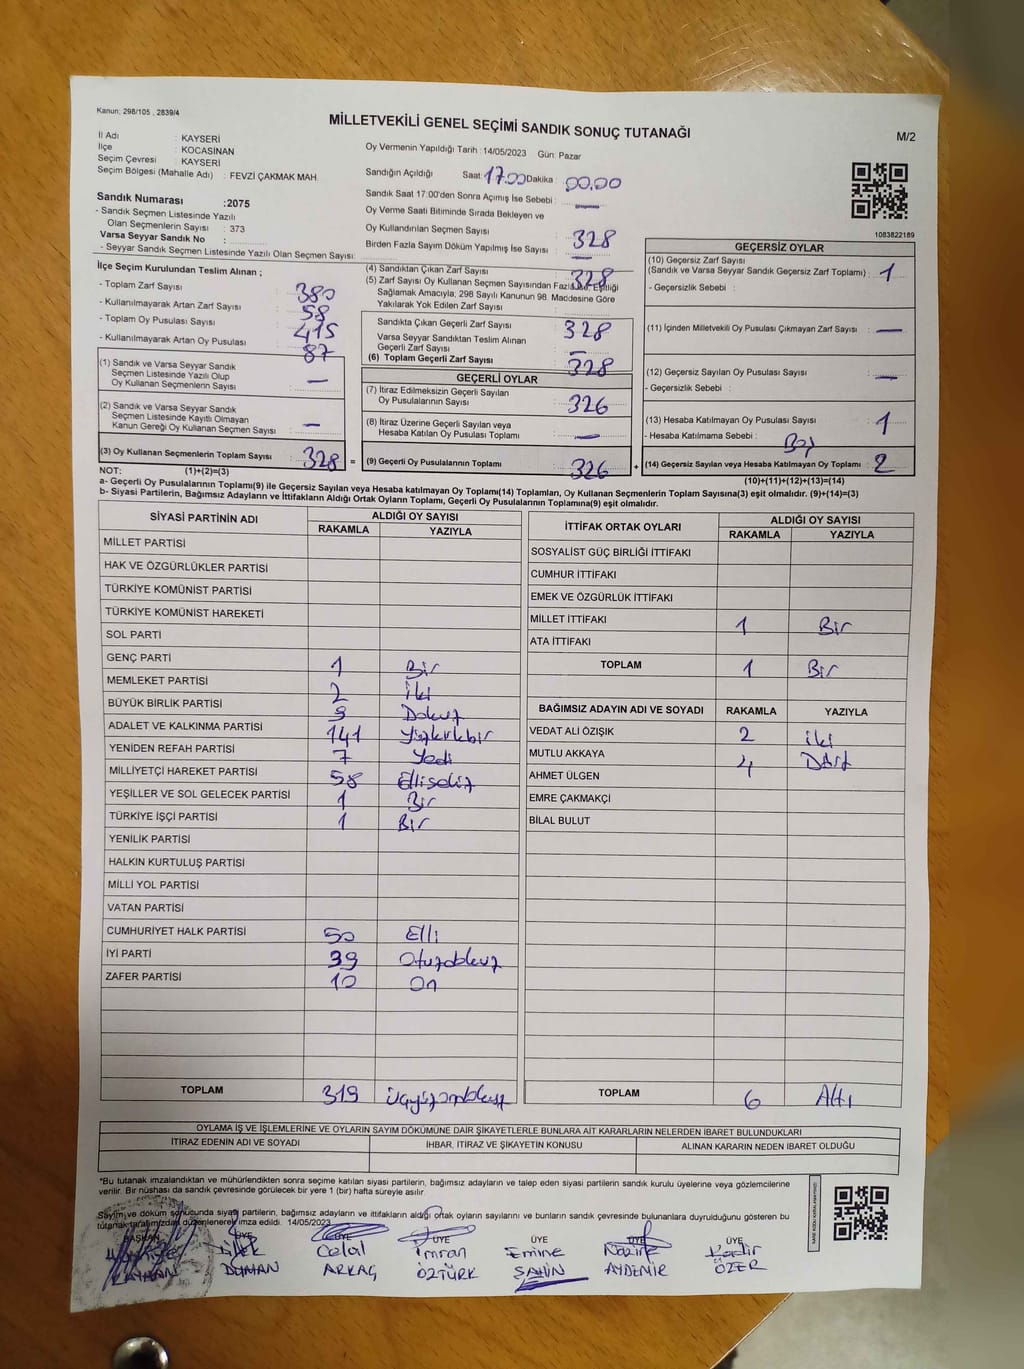 Kanun: 298/105 , 2839/4
MİLLETVEKİLİ GENEL SEÇİMİ SANDIK SONUÇ TUTANAĞI
M/2
İl Adı : KAYSERİ
İlçe : KOCASİNAN
Seçim Çevresi : KAYSERİ
Seçim Bölgesi (Mahalle Adı) : FEVZİ ÇAKMAK MAH.
Oy Vermenin Yapıldığı Tarih :14/05/2023 Gün: Pazar
Sandığın Açıldığı Saat: 17.00 Dakika : 00.00
Sandık Saat 17:00'den Sonra Açımış İse Sebebi : —
Oy Verme Saati Bitiminde Sırada Bekleyen ve
Oy Kullandırılan Seçmen Sayısı : 328
Birden Fazla Sayım Döküm Yapılmış İse Sayısı : —
Sandık Numarası :2075
- Sandık Seçmen Listesinde Yazılı
Olan Seçmenlerin Sayısı : 373
Varsa Seyyar Sandık No :
- Seyyar Sandık Listesinde Yazılı Olan Seçmen Sayısı:
1083822189
İlçe Seçim Kurulundan Teslim Alınan ;
- Toplam Zarf Sayısı : 380
- Kullanılmayarak Artan Zarf Sayısı : 58
- Toplam Oy Pusulası Sayısı : 415
- Kullanılmayarak Artan Oy Pusulası : 87
(1) Sandık ve Varsa Seyyar Sandık
Seçmen Listesinde Yazılı Olup
Oy Kullanan Seçmenlerin Sayısı : —
(2) Sandık ve Varsa Seyyar Sandık
Seçmen Listesinde Kayıtlı Olmayan
Kanun Gereği Oy Kullanan Seçmen Sayısı : —
(3) Oy Kullanan Seçmenlerin Toplam Sayısı : 328 =
(4) Sandıktan Çıkan Zarf Sayısı : 328
(5) Zarf Sayısı Oy Kullanan Seçmen Sayısından Fazla İse, Eşitliği
Sağlamak Amacıyla, 298 Sayılı Kanunun 98. Maddesine Göre
Yakılarak Yok Edilen Zarf Sayısı :
Sandıkta Çıkan Geçerli Zarf Sayısı : 328
Varsa Seyyar Sandıktan Teslim Alınan
Geçerli Zarf Sayısı : —
(6) Toplam Geçerli Zarf Sayısı : 328
GEÇERLİ OYLAR
(7) İtiraz Edilmeksizin Geçerli Sayılan
Oy Pusulalarının Sayısı : 326
(8) İtiraz Üzerine Geçerli Sayılan veya
Hesaba Katılan Oy Pusulası Toplamı : —
(9) Geçerli Oy Pusulalarının Toplamı : 326 +
GEÇERSİZ OYLAR
(10) Geçersiz Zarf Sayısı
(Sandık ve Varsa Seyyar Sandık Geçersiz Zarf Toplamı) : 1
- Geçersiz Sebebi :
(11) İçinden Milletvekili Oy Pusulası Çıkmayan Zarf Sayısı : —
(12) Geçersiz Sayılan Oy Pusulası Sayısı : —
- Geçersizlik Sebebi :
(13) Hesaba Katılmayan Oy Pusulası Sayısı : 1
- Hesaba Katılmama Sebebi : Boş
(14) Geçersiz Sayılan veya Hesaba Katılmayan Oy Toplamı : 2
NOT: (1)+(2)=(3)
(10)+(11)+(12)+(13)=(14)
a- Geçerli Oy Pusulalarının Toplamı(9) ile Geçersiz Sayılan veya Hesaba katılmayan Oy Toplamı(14) Toplamları, Oy Kullanan Seçmenlerin Toplam Sayısına(3) eşit olmalıdır. (9)+(14)=(3)
b- Siyasi Partilerin, Bağımsız Adayların ve İttifakların Aldığı Ortak Oyların Toplamı, Geçerli Oy Pusulalarının Toplamına(9) eşit olmalıdır.
SİYASİ PARTİNİN ADI
ALDIĞI OY SAYISI
RAKAMLA YAZIYLA
MİLLET PARTİSİ
HAK VE ÖZGÜRLÜKLER PARTİSİ
TÜRKİYE KOMÜNİST PARTİSİ
TÜRKİYE KOMÜNİST HAREKETİ
SOL PARTİ
GENÇ PARTİ 1 Bir
MEMLEKET PARTİSİ 2 İki
BÜYÜK BİRLİK PARTİSİ 9 Dokuz
ADALET VE KALKINMA PARTİSİ 141 Yüzkırkbir
YENİDEN REFAH PARTİSİ 7 Yedi
MİLLİYETÇİ HAREKET PARTİSİ 58 Ellisekiz
YEŞİLLER VE SOL GELECEK PARTİSİ 1 Bir
TÜRKİYE İŞÇİ PARTİSİ 1 Bir
YENİLİK PARTİSİ
HALKIN KURTULUŞ PARTİSİ
MİLLİ YOL PARTİSİ
VATAN PARTİSİ
CUMHURİYET HALK PARTİSİ 50 Elli
İYİ PARTİ 39 Otuzdokuz
ZAFER PARTİSİ 10 On
TOPLAM 319 Üçyüzondokuz
İTTİFAK ORTAK OYLARI
ALDIĞI OY SAYISI
RAKAMLA YAZIYLA
SOSYALİST GÜÇ BİRLİĞİ İTTİFAKI
CUMHUR İTTİFAKI
EMEK VE ÖZGÜRLÜK İTTİFAKI
MİLLET İTTİFAKI 1 Bir
ATA İTTİFAKI
TOPLAM 1 Bir
BAĞIMSIZ ADAYIN ADI VE SOYADI RAKAMLA YAZIYLA
VEDAT ALİ ÖZIŞIK 2 İki
MUTLU AKKAYA 4 Dört
AHMET ÜLGEN
EMRE ÇAKMAKÇİ
BİLAL BULUT
TOPLAM 6 Altı
OYLAMA İŞ VE İŞLEMLERİNE VE OYLARIN SAYIM DÖKÜMÜNE DAİR ŞİKAYETLERLE BUNLARA AİT KARARLARIN NELERDEN İBARET BULUNDUKLARI
İTİRAZ EDENİN ADI VE SOYADI
İHBAR, İTİRAZ VE ŞİKAYETİN KONUSU
ALINAN KARARIN NEDEN İBARET OLDUĞU
*Bu tutanak imzalandıktan ve mühürlendikten sonra seçime katılan siyasi partilerin, bağımsız adayların ve talep eden siyasi partilerin sandık kurulu üyelerine veya gözlemcilerine
verilir. Bir nüshası da sandık çevresinde görülecek bir yere 1 (bir) hafta süreyle asılır.
Sayım ve döküm sonucunda siyasi partilerin, bağımsız adayların ve ittifakların aldığı ortak oyların sayılarını ve bunların sandık çevresinde bulunanlara duyrulduğunu gösteren bu
tutanak tarafımızdan düzenlenerek imza edildi. 14/05/2023
BAŞKAN ÜYE ÜYE ÜYE ÜYE ÜYE ÜYE
Dilek Celal İmran Emine Nazire Kadir
KAYHAN DUMAN ARKAÇ ÖZTÜRK ŞAHİN AYDEMİR ÖZER